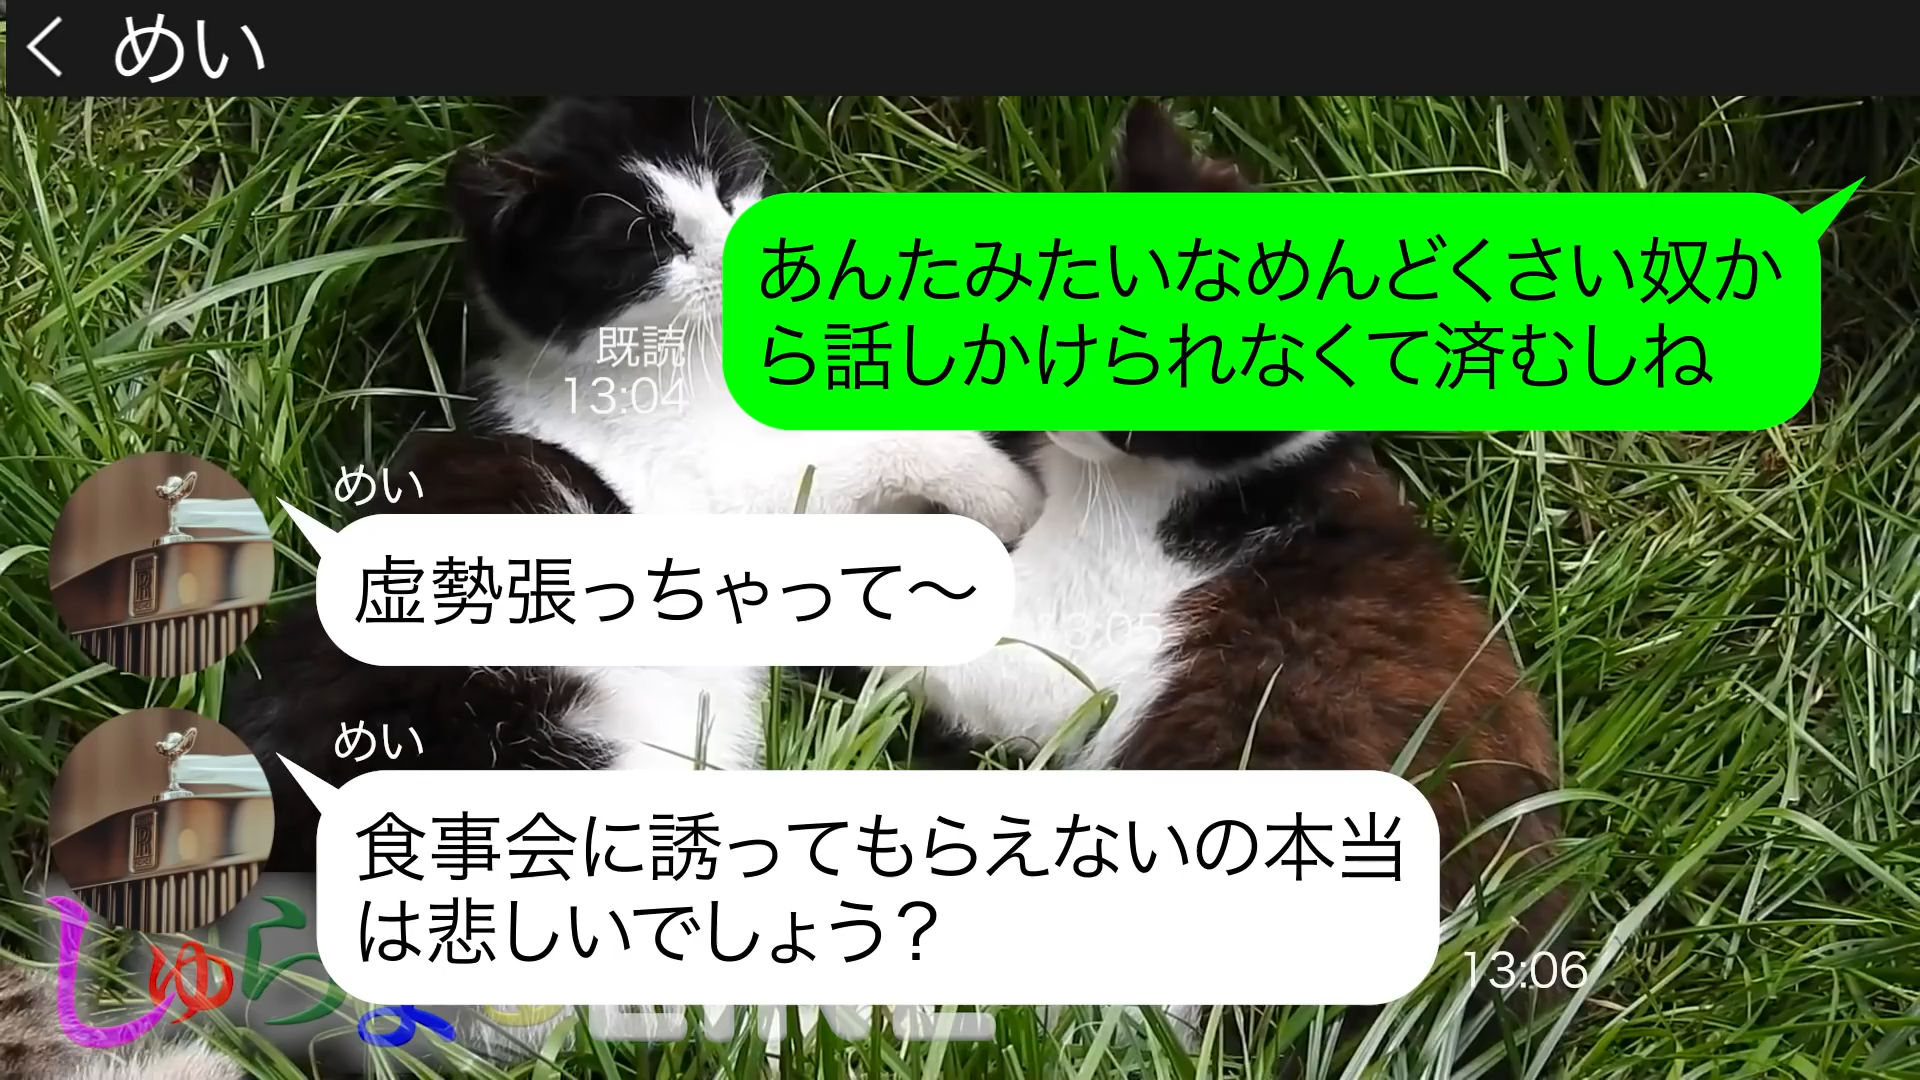 めい
あんたみたいなめんどくさい奴か
ら話しかけられなくて済むしね
既読
13:04
めい
虚勢張っちゃって〜
13:05
めい
食事会に誘ってもらえないの本当
は悲しいでしょう？
13:06
しゅら